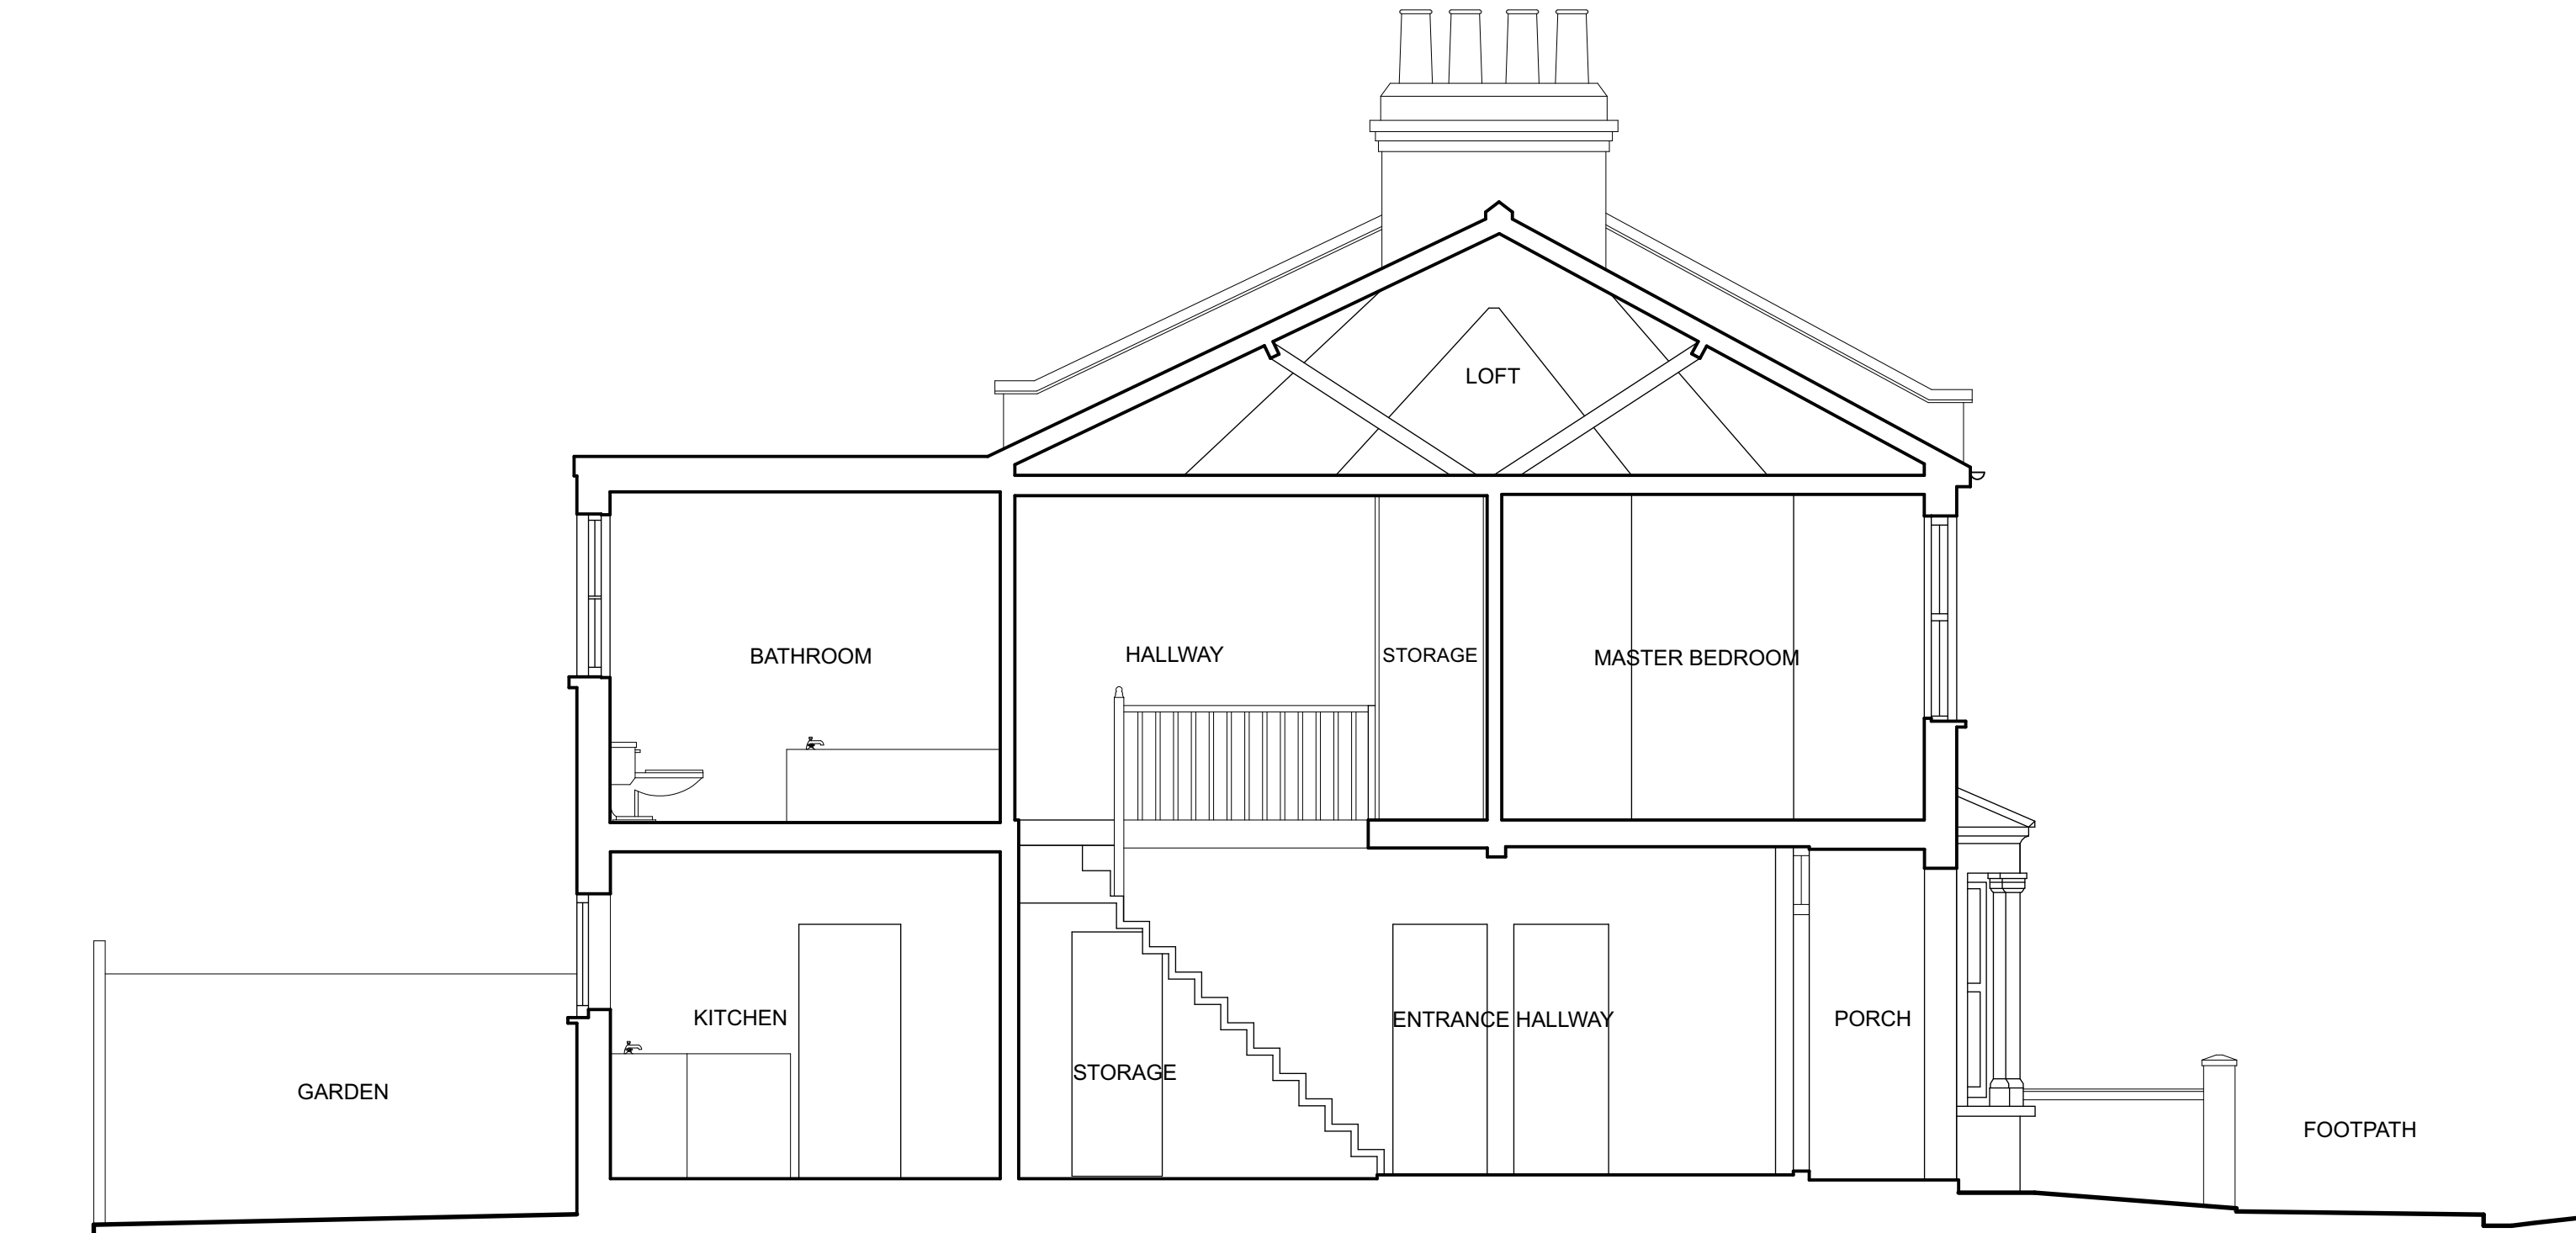 LOFT
BATHROOM
HALLWAY
STORAGE
MASTER BEDROOM
KITCHEN
STORAGE
ENTRANCE HALLWAY
PORCH
GARDEN
FOOTPATH